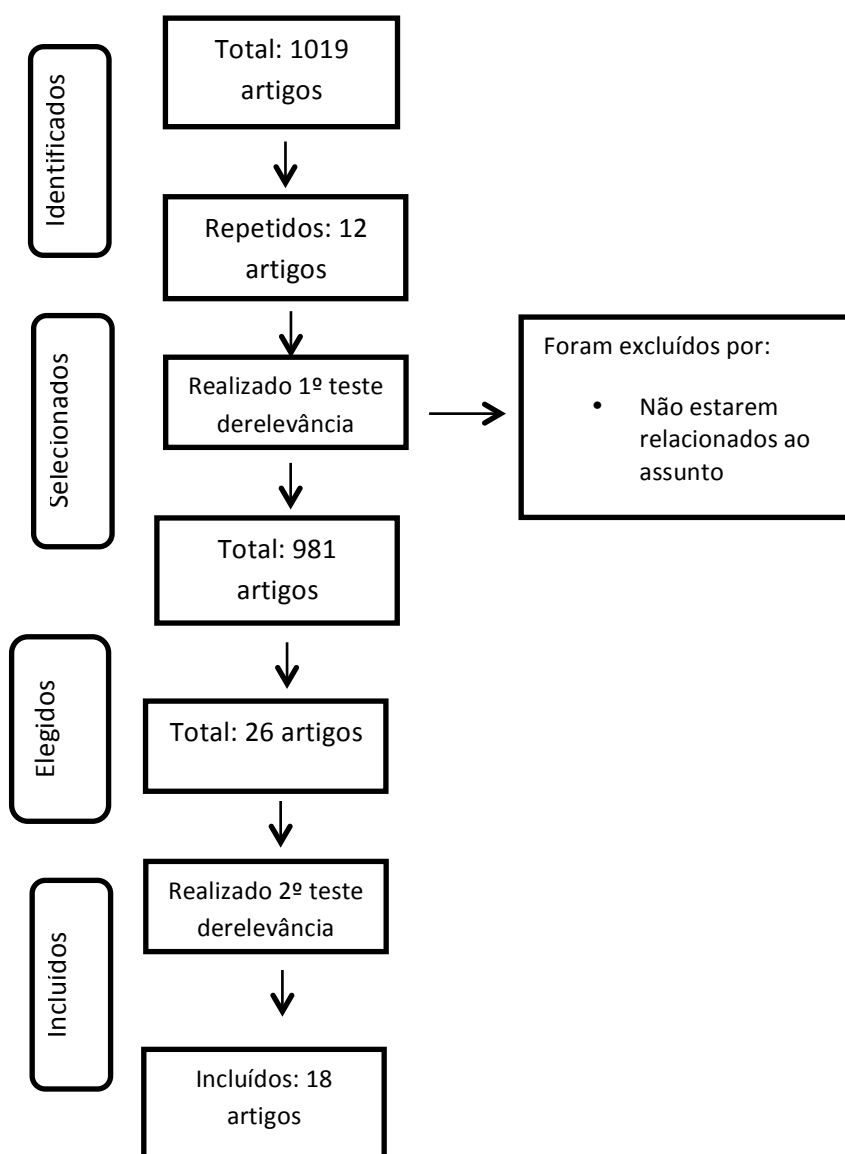 Identificados
Total: 1019
artigos
Repetidos: 12
artigos
Selecionados
Realizado 1º teste
derelevância
Foram excluídos por:
• Não estarem
relacionados ao
assunto
Total: 981
artigos
Elegidos
Total: 26 artigos
Incluídos
Realizado 2º teste
derelevância
Incluídos: 18
artigos